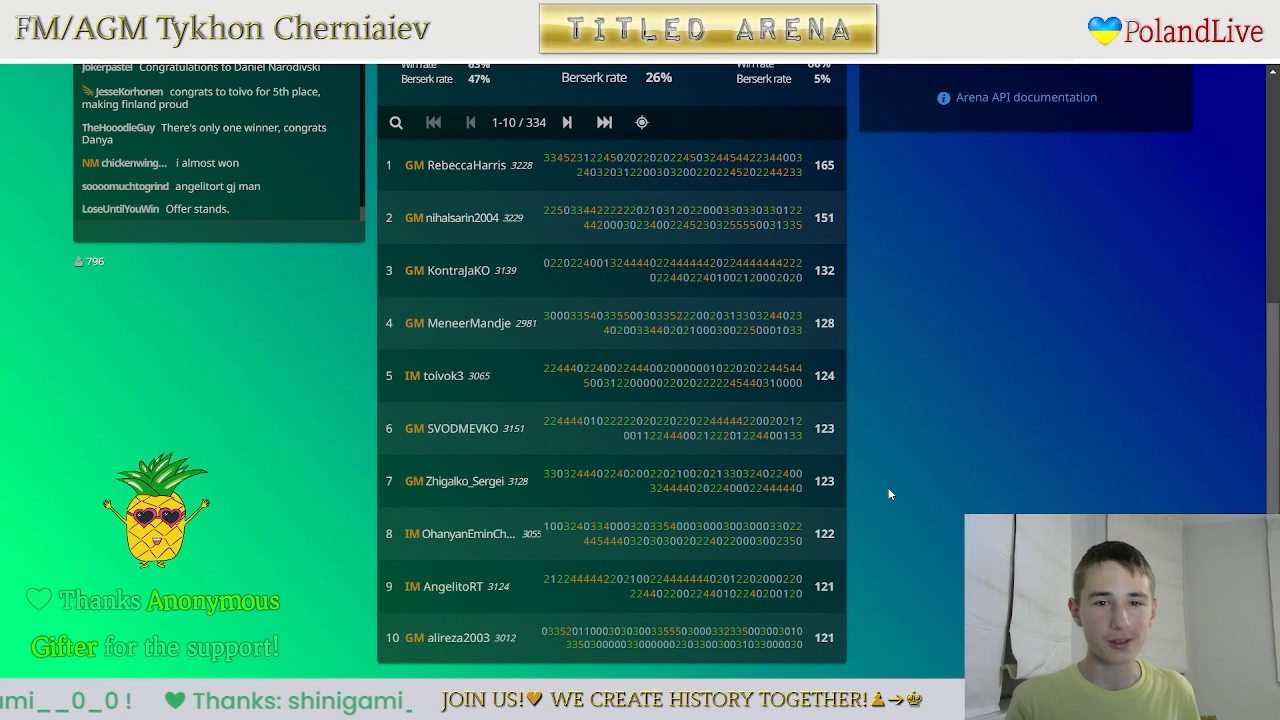 FM/AGM Tykhon Cherniaiev
TITLED ARENA
PolandLive
jokerpastel Congratulations to Daniel Narodivski
JesseKorhonen congrats to toivo for 5th place,
making finland proud
TheHooodieGuy There's only one winner, congrats
Danya
NM chickenwing... i almost won
soooomuchtogrind angelitort gj man
LoseUntilYouWin Offer stands.
796
Berserk rate 47%
Berserk rate 26%
Berserk rate 5%
1-10 / 334
1 GM RebeccaHarris 3228 165
2 GM nihalsarin2004 3229 151
3 GM KontraJaKO 3139 132
4 GM MeneerMandje 2981 128
5 IM toivok3 3065 124
6 GM SVODMEVKO 3151 123
7 GM Zhigalko_Sergei 3128 123
8 IM OhanyanEminCh... 3055 122
9 IM AngelitoRT 3124 121
10 GM alireza2003 3012 121
Arena API documentation
Thanks Anonymous
Gifter for the support!
ami__0_0 !
Thanks: shinigami_
JOIN US! WE CREATE HISTORY TOGETHER!